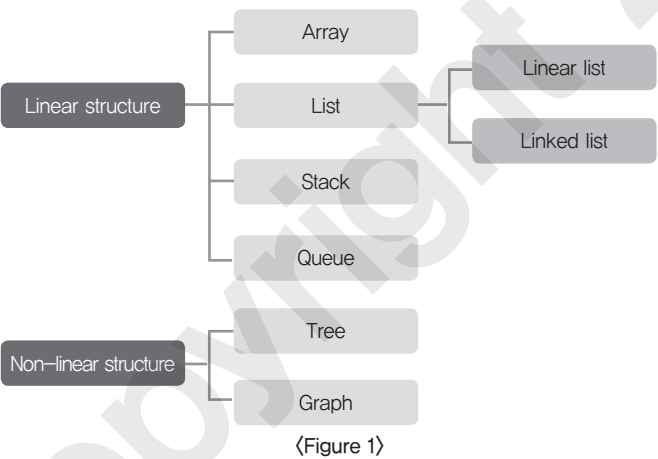 Array
Linear list
Linear structure
List
Linked list
Stack
Queue
Tree
Non-linear structure
Graph
〈Figure 1〉